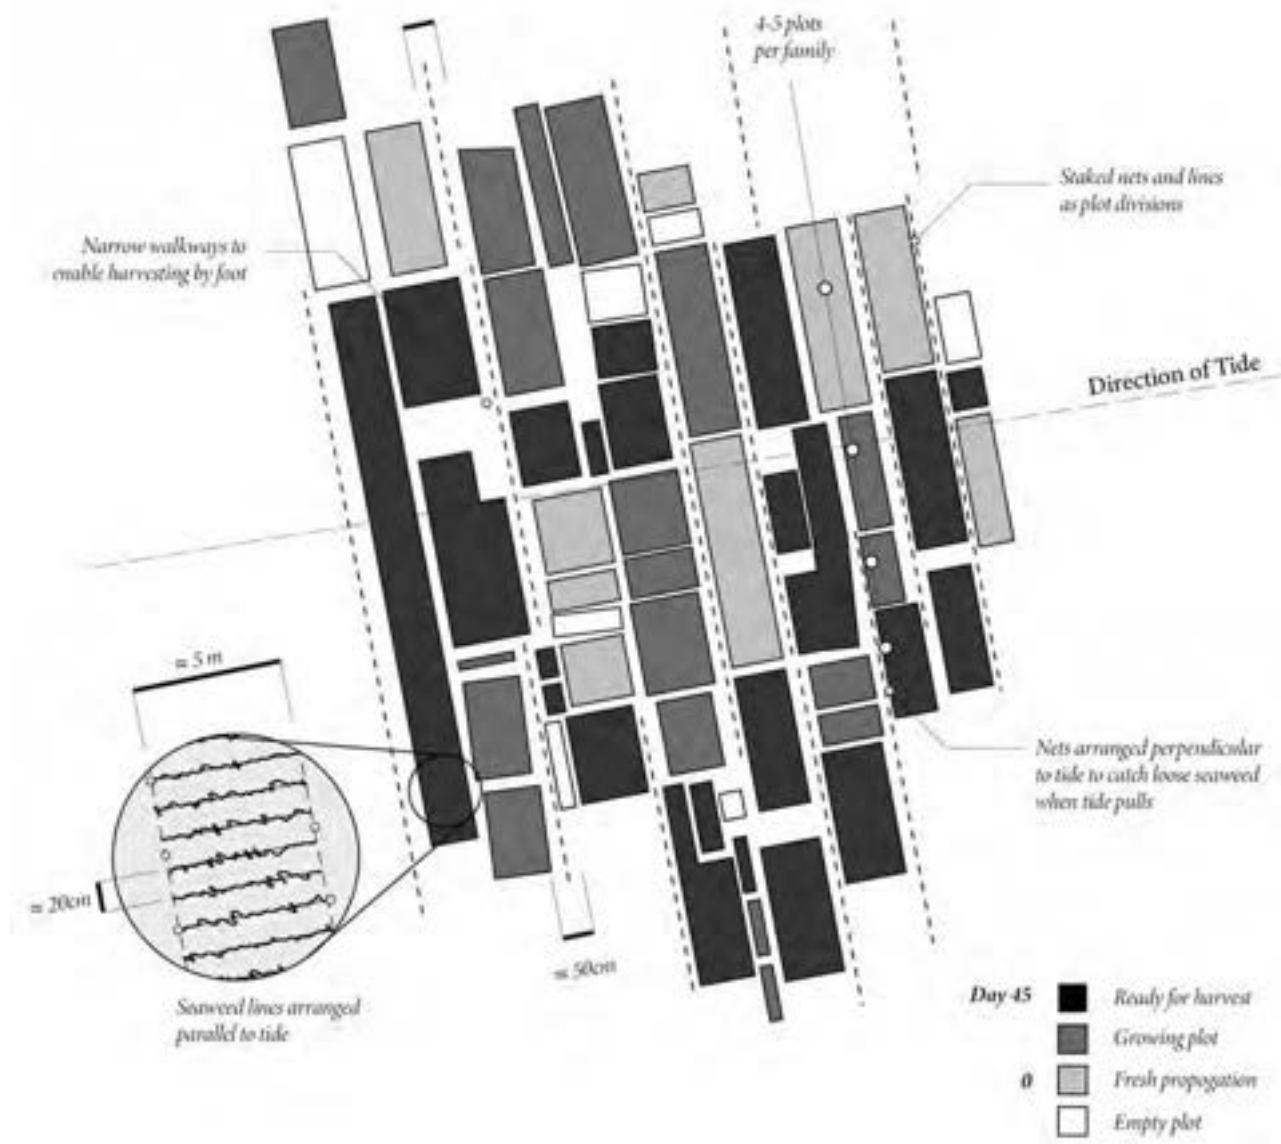 4-5 plots
per family
Staked nets and lines
as plot divisions
Narrow walkways to
enable harvesting by foot
Direction of Tide
≈ 5 m
Nets arranged perpendicular
to tide to catch loose seaweed
when tide pulls
≈ 20cm
≈ 50cm
Seaweed lines arranged
parallel to tide
Day 45 Ready for harvest
Growing plot
0 Fresh propogation
Empty plot